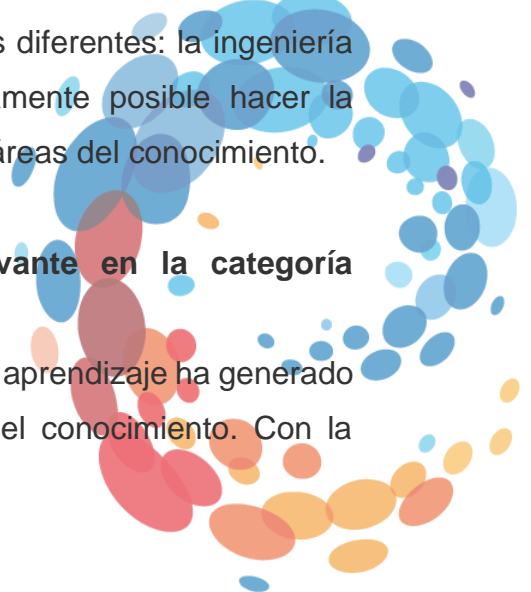 s diferentes: la ingeniería
amente posible hacer la
áreas del conocimiento.
vante en la categoría
aprendizaje ha generado
el conocimiento. Con la